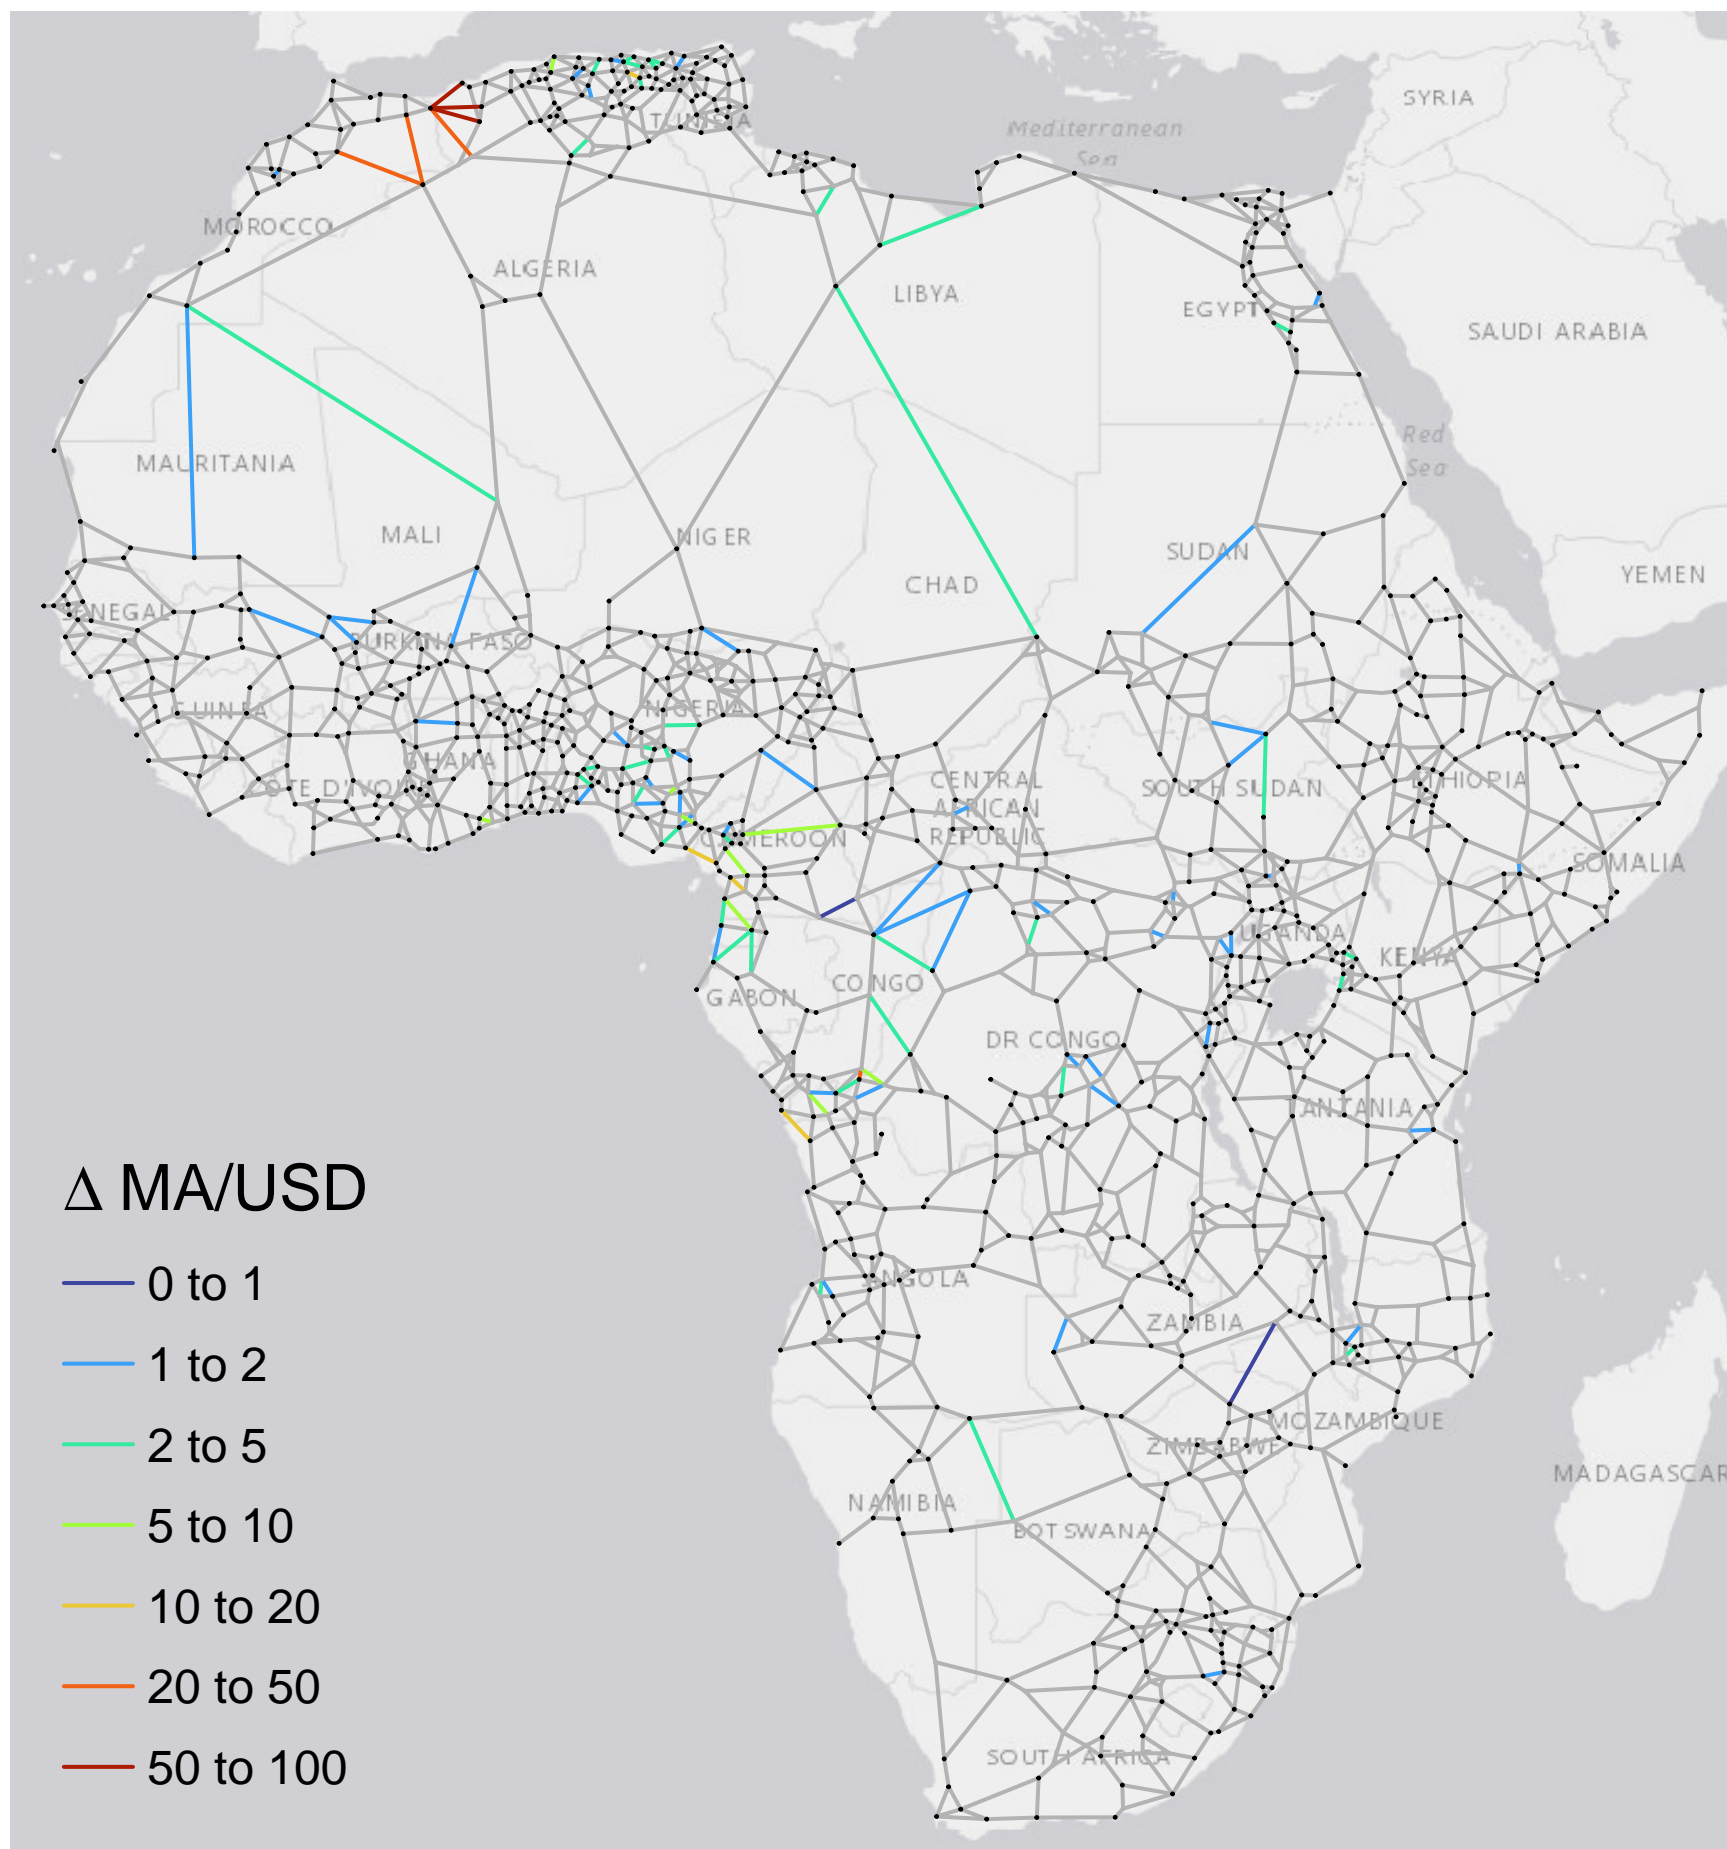 SYRIA
Mediterranean
Sea
TUNISIA
MOROCCO
ALGERIA
LIBYA
EGYPT
SAUDI ARABIA
Red
Sea
MAURITANIA
MALI
NIGER
CHAD
SUDAN
YEMEN
SENEGAL
BURKINA FASO
GUINEA
NIGERIA
GHANA
CÔTE D'IVOIRE
CENTRAL
AFRICAN
REPUBLIC
SOUTH SUDAN
ETHIOPIA
CAMEROON
SOMALIA
UGANDA
KENYA
GABON
CONGO
DR CONGO
TANZANIA
ANGOLA
ZAMBIA
MOZAMBIQUE
ZIMBABWE
MADAGASCAR
NAMIBIA
BOTSWANA
SOUTH AFRICA
Δ MA/USD
0 to 1
1 to 2
2 to 5
5 to 10
10 to 20
20 to 50
50 to 100